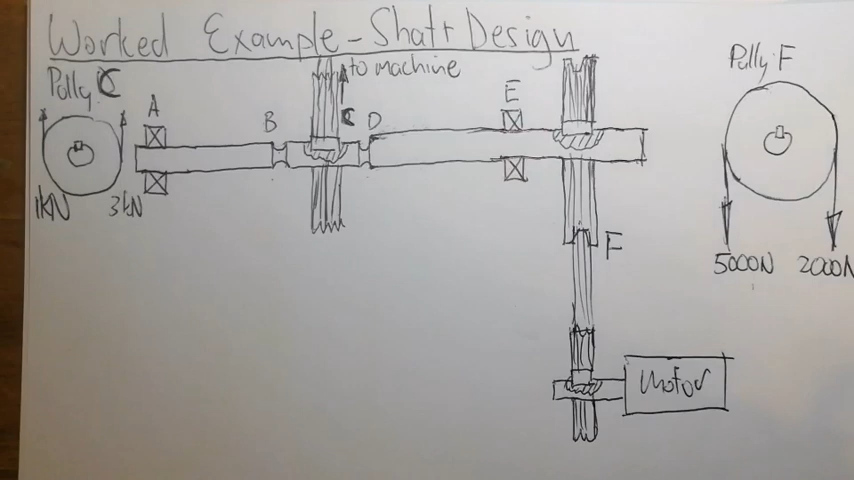 Worked Example - Shaft Design
Pully C
to machine
Pully F
A
B
C
D
E
1kN
3kN
F
5000N
2000N
Motor